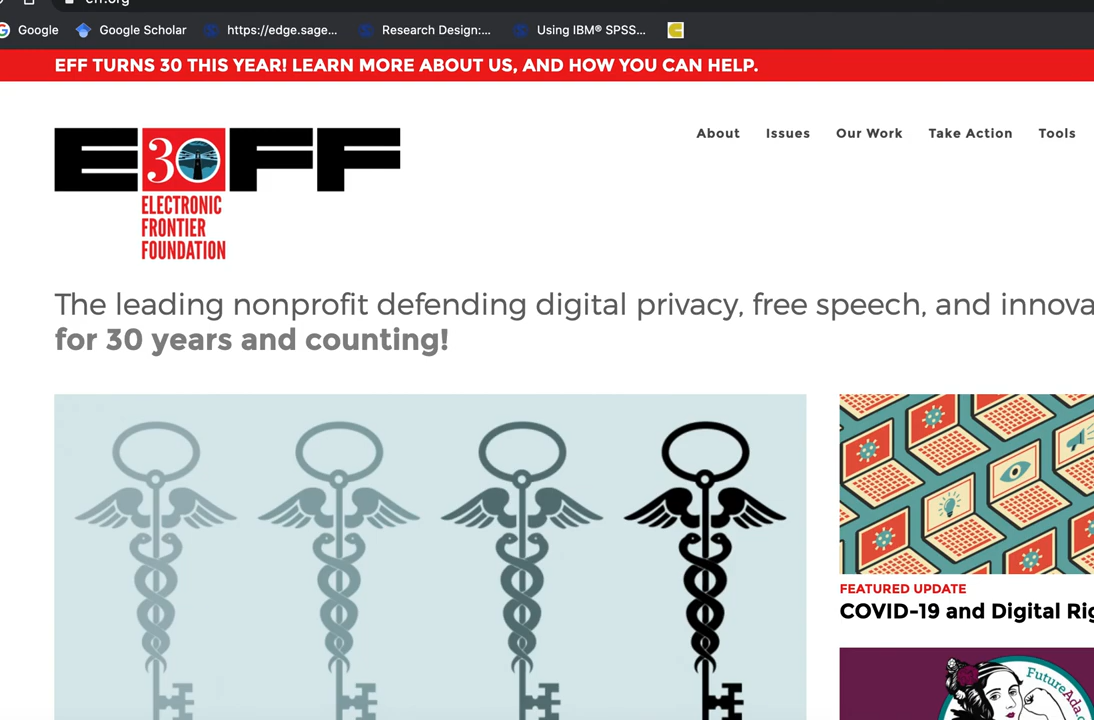 eff.org
Google
Google Scholar
https://edge.sage...
Research Design:...
Using IBM® SPSS...
EFF TURNS 30 THIS YEAR! LEARN MORE ABOUT US, AND HOW YOU CAN HELP.
About
Issues
Our Work
Take Action
Tools
E30FF
ELECTRONIC
FRONTIER
FOUNDATION
The leading nonprofit defending digital privacy, free speech, and innova
for 30 years and counting!
FEATURED UPDATE
COVID-19 and Digital Rig
FutureAda.o